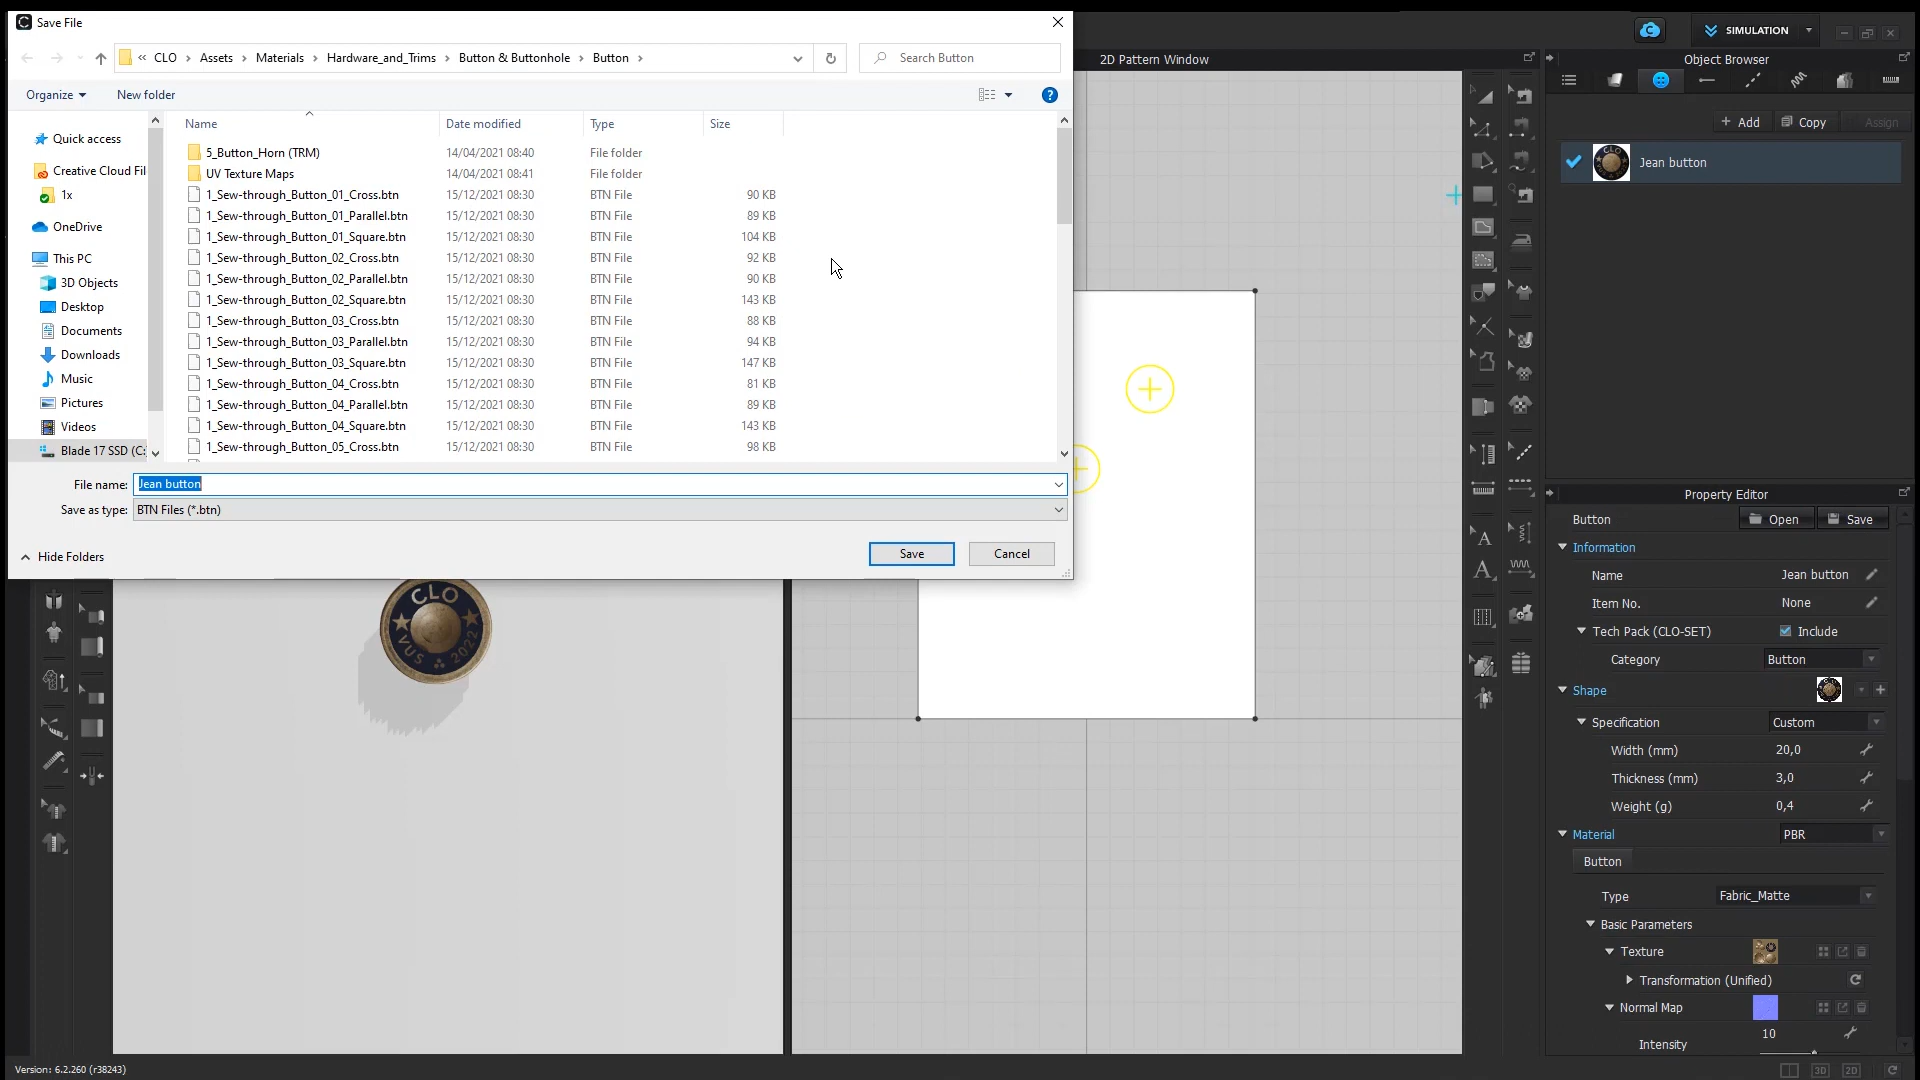 Save File
« CLO > Assets > Materials > Hardware_and_Trims > Button & Buttonhole > Button >
Search Button
Organize
New folder
Name
Date modified
Type
Size
Quick access
Creative Cloud Fil
1x
OneDrive
This PC
3D Objects
Desktop
Documents
Downloads
Music
Pictures
Videos
Blade 17 SSD (C:
5_Button_Horn (TRM) 14/04/2021 08:40 File folder
UV Texture Maps 14/04/2021 08:41 File folder
1_Sew-through_Button_01_Cross.btn 15/12/2021 08:30 BTN File 90 KB
1_Sew-through_Button_01_Parallel.btn 15/12/2021 08:30 BTN File 89 KB
1_Sew-through_Button_01_Square.btn 15/12/2021 08:30 BTN File 104 KB
1_Sew-through_Button_02_Cross.btn 15/12/2021 08:30 BTN File 92 KB
1_Sew-through_Button_02_Parallel.btn 15/12/2021 08:30 BTN File 90 KB
1_Sew-through_Button_02_Square.btn 15/12/2021 08:30 BTN File 143 KB
1_Sew-through_Button_03_Cross.btn 15/12/2021 08:30 BTN File 88 KB
1_Sew-through_Button_03_Parallel.btn 15/12/2021 08:30 BTN File 94 KB
1_Sew-through_Button_03_Square.btn 15/12/2021 08:30 BTN File 147 KB
1_Sew-through_Button_04_Cross.btn 15/12/2021 08:30 BTN File 81 KB
1_Sew-through_Button_04_Parallel.btn 15/12/2021 08:30 BTN File 89 KB
1_Sew-through_Button_04_Square.btn 15/12/2021 08:30 BTN File 143 KB
1_Sew-through_Button_05_Cross.btn 15/12/2021 08:30 BTN File 98 KB
File name: Jean button
Save as type: BTN Files (*.btn)
Hide Folders
Save
Cancel
CLO
VUS
2022
2D Pattern Window
SIMULATION
Object Browser
+ Add
Copy
Assign
Jean button
Property Editor
Button
Open
Save
Information
Name Jean button
Item No. None
Tech Pack (CLO-SET) Include
Category Button
Shape
Specification Custom
Width (mm) 20,0
Thickness (mm) 3,0
Weight (g) 0,4
Material PBR
Button
Type Fabric_Matte
Basic Parameters
Texture
Transformation (Unified)
Normal Map
10
Intensity
Version: 6.2.260 (r38243)
3D
2D